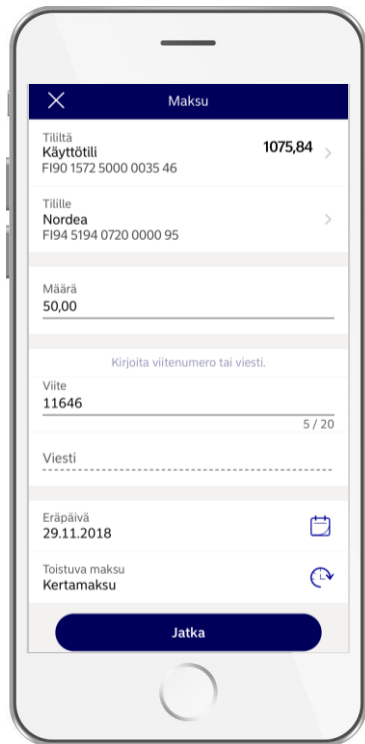 Maksu
Tililtä
Käyttötili
1075,84
FI90 1572 5000 0035 46
Tilille
Nordea
FI94 5194 0720 0000 95
Määrä
50,00
Kirjoita viitenumero tai viesti.
Viite
11646
5 / 20
Viesti
Eräpäivä
29.11.2018
Toistuva maksu
Kertamaksu
Jatka